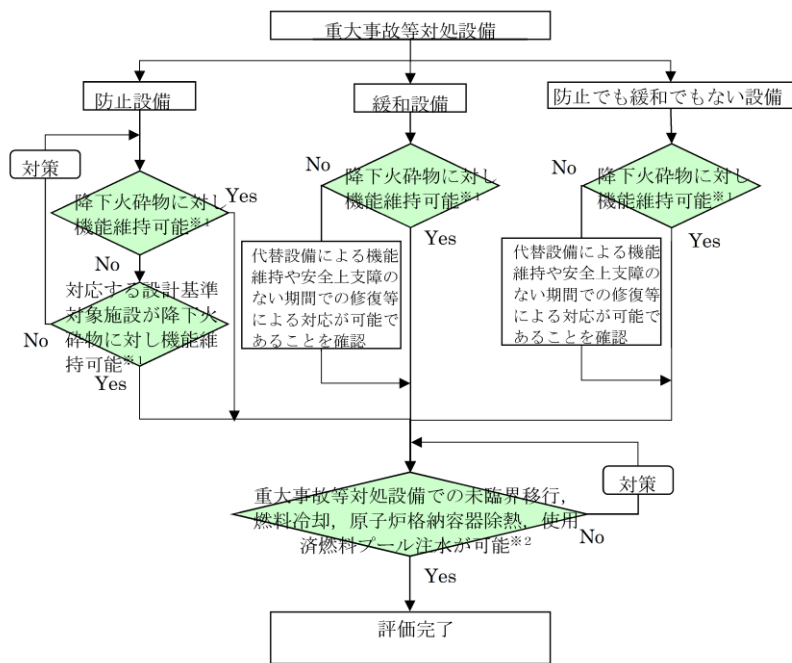 重大事故等対処設備
防止設備
緩和設備
防止でも緩和でもない設備
対策
降下火砕物に対し
機能維持可能※1
Yes
No
対応する設計基準
対象施設が降下火
砕物に対し機能維
持可能※1
No
Yes
No
降下火砕物に対し
機能維持可能※1
Yes
代替設備による機能
維持や安全上支障の
ない期間での修復等
による対応が可能で
あることを確認
No
降下火砕物に対し
機能維持可能※1
Yes
代替設備による機能
維持や安全上支障の
ない期間での修復等
による対応が可能で
あることを確認
重大事故等対処設備での未臨界移行,
燃料冷却,原子炉格納容器除熱,使用
済燃料プール注水が可能※2
対策
No
Yes
評価完了